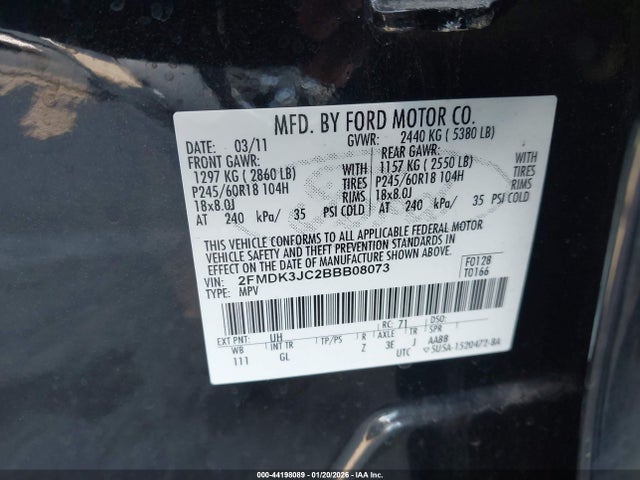 MFD. BY FORD MOTOR CO.
DATE: 03/11 GVWR: 2440 KG ( 5380 LB)
FRONT GAWR: REAR GAWR:
1297 KG ( 2860 LB) WITH 1157 KG ( 2550 LB) WITH
P245/60R18 104H TIRES P245/60R18 104H TIRES
18x8.0J RIMS 18x8.0J RIMS
AT 240 kPa/ 35 PSI COLD AT 240 kPa/ 35 PSI COLD
THIS VEHICLE CONFORMS TO ALL APPLICABLE FEDERAL MOTOR
VEHICLE SAFETY AND THEFT PREVENTION STANDARDS IN
EFFECT ON THE DATE OF MANUFACTURE SHOWN ABOVE.
VIN: 2FMDK3JC2BBB08073 F0128
TYPE: MPV T0166
EXT PNT: UH RC: 71 DSO:
WB INT TR TP/PS R AXLE TR SPR
111 GL Z 3E J AABB
UTC ▽ SU5A-1520472-BA
000-44198089 - 01/20/2026 - IAA Inc.